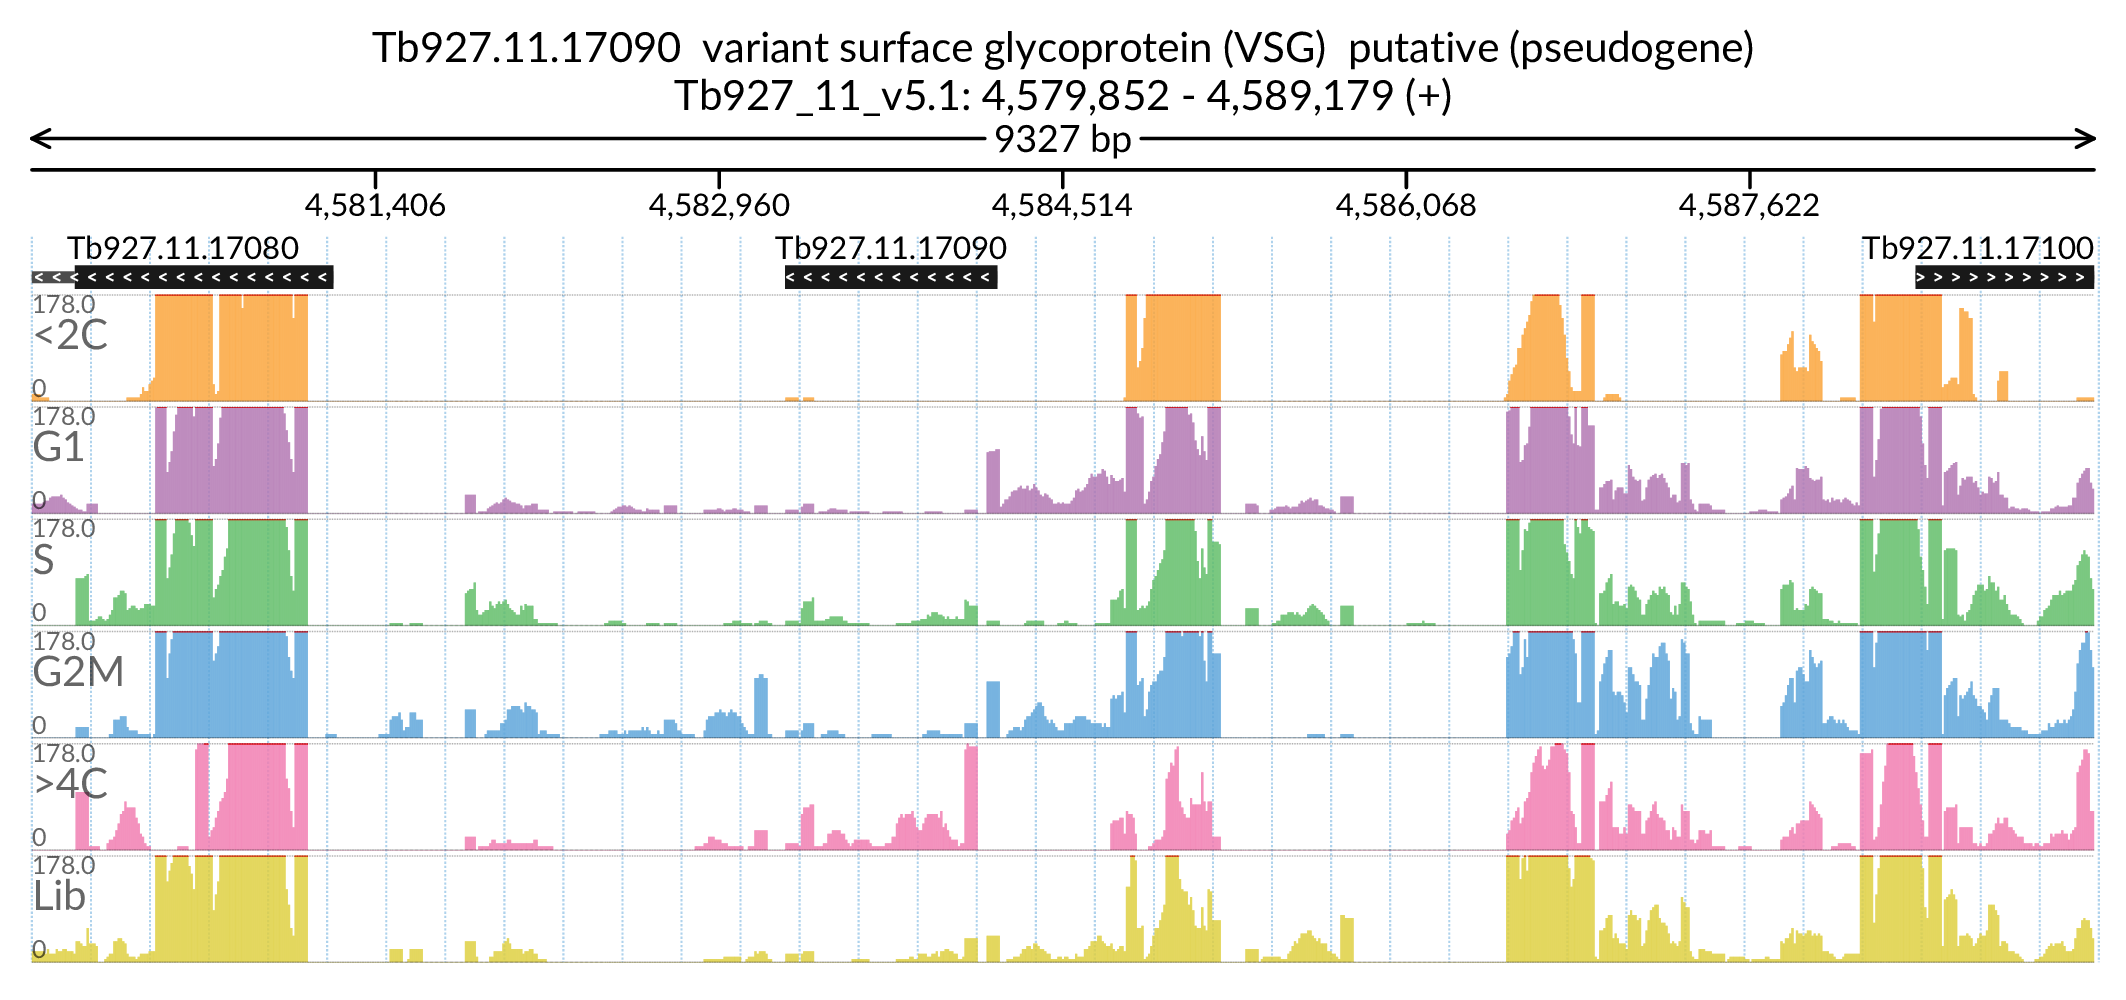 Tb927.11.17090  variant surface glycoprotein (VSG)  putative (pseudogene)
Tb927_11_v5.1: 4,579,852 - 4,589,179 (+)
9327 bp
4,581,406 4,582,960 4,584,514 4,586,068 4,587,622
Tb927.11.17080 Tb927.11.17090 Tb927.11.17100
178.0
<2C
0
178.0
G1
0
178.0
S
0
178.0
G2M
0
178.0
>4C
0
178.0
Lib
0